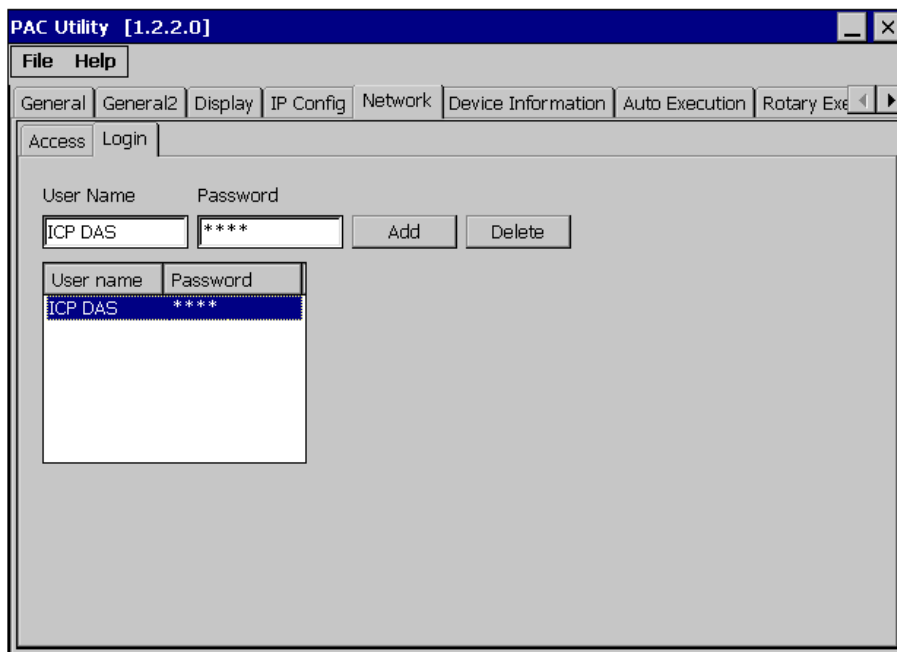 PAC Utility [1.2.2.0]
File Help
General General2 Display IP Config Network Device Information Auto Execution Rotary Exe
Access Login
User Name Password
ICP DAS **** Add Delete
User name Password
ICP DAS ****